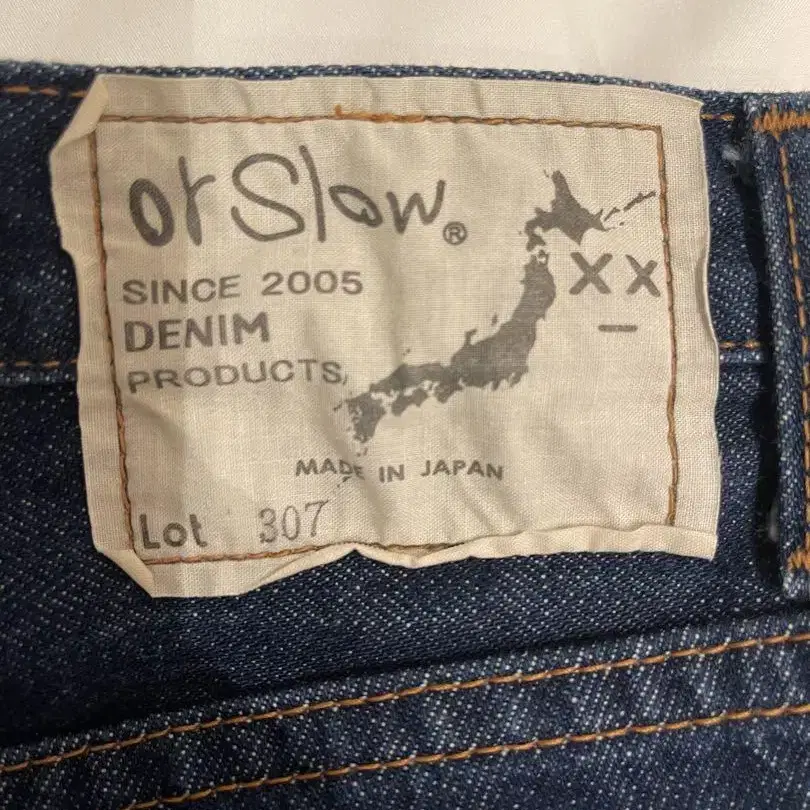 orSlow®
SINCE 2005
XX
DENIM
PRODUCTS,
MADE IN JAPAN
Lot 307